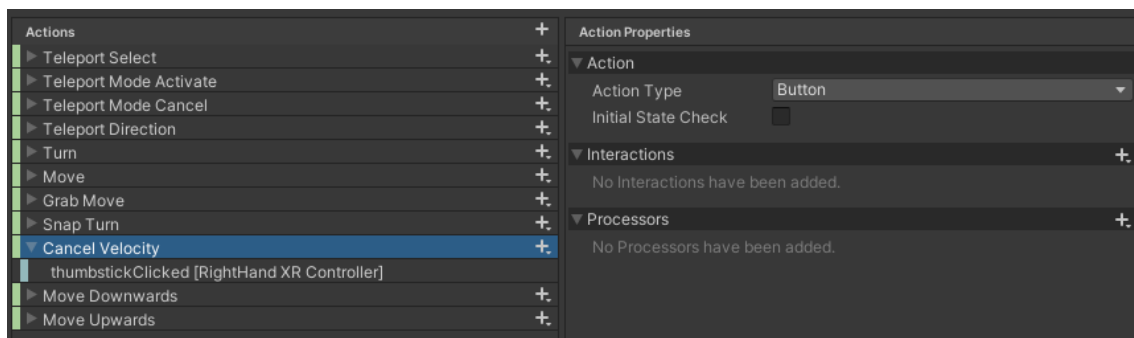 Actions
Teleport Select
Teleport Mode Activate
Teleport Mode Cancel
Teleport Direction
Turn
Move
Grab Move
Snap Turn
Cancel Velocity
thumbstickClicked [RightHand XR Controller]
Move Downwards
Move Upwards
Action Properties
Action
Action Type Button
Initial State Check
Interactions
No Interactions have been added.
Processors
No Processors have been added.